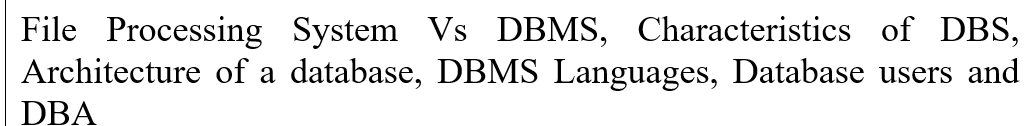 File Processing System Vs DBMS, Characteristics of DBS,
Architecture of a database, DBMS Languages, Database users and
DBA